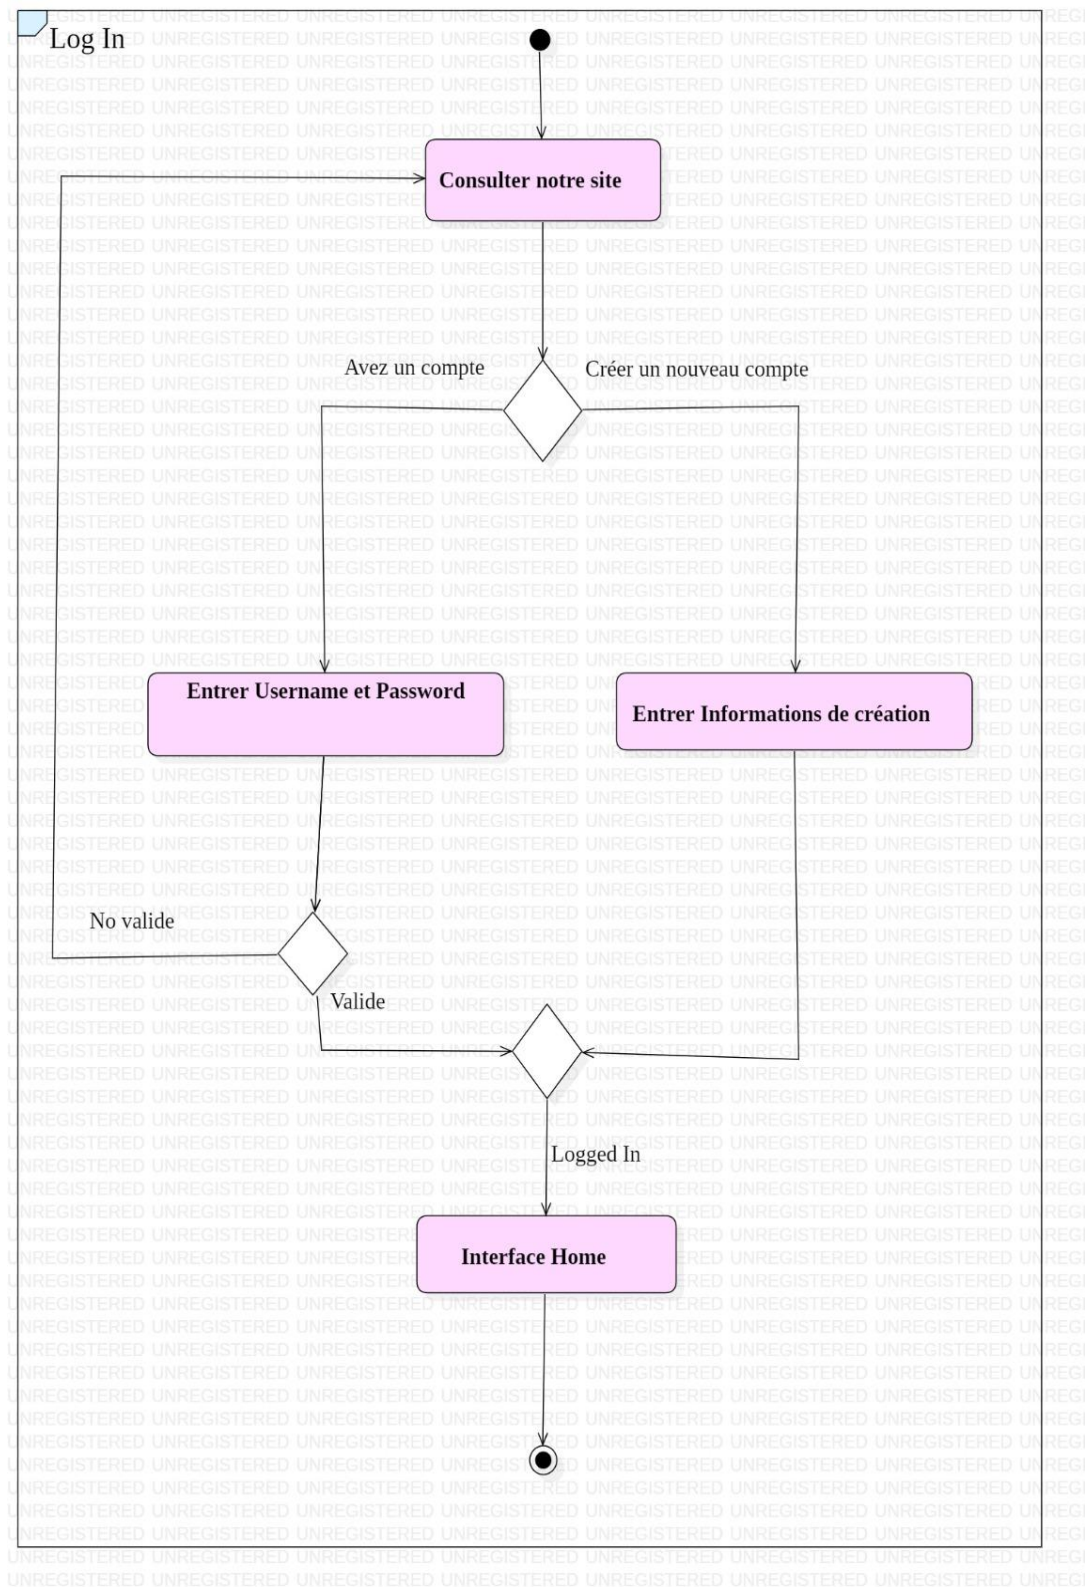 Log In
Consulter notre site
Avez un compte
Créer un nouveau compte
Entrer Username et Password
Entrer Informations de création
No valide
Valide
Logged In
Interface Home
UNREGISTERED